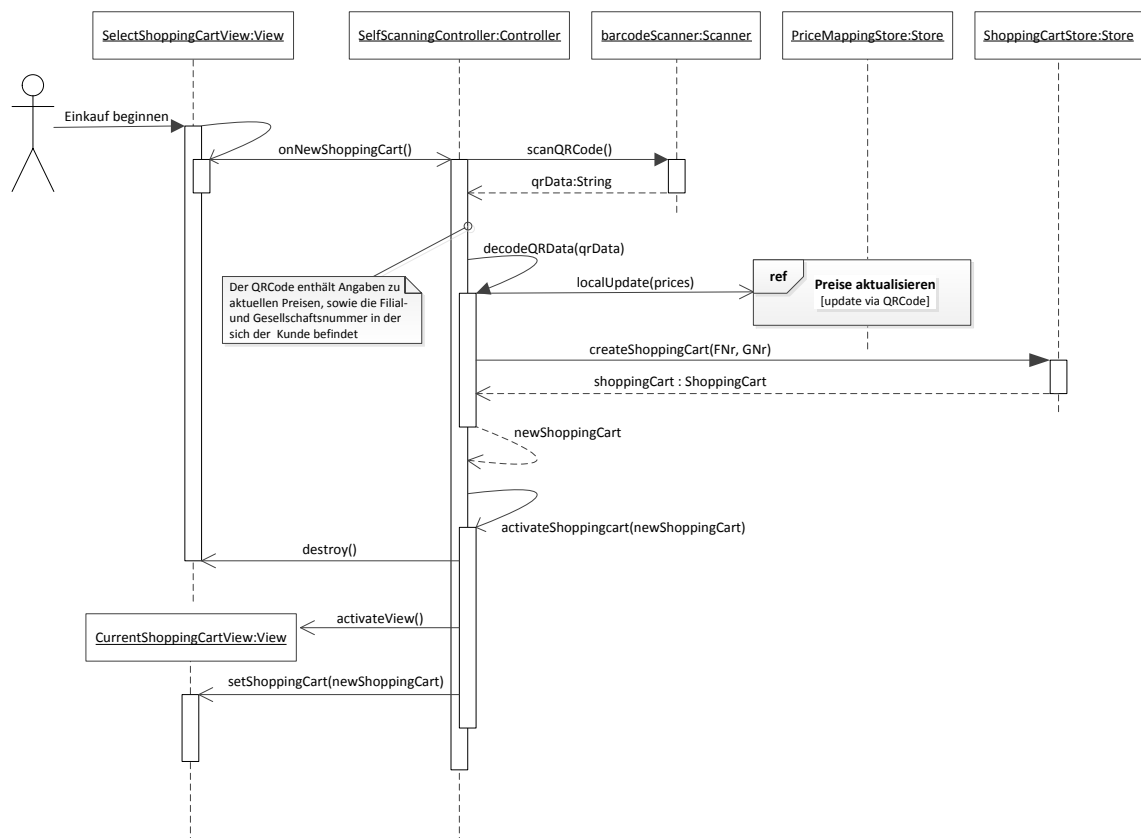 SelectShoppingCartView:View
SelfScanningController:Controller
barcodeScanner:Scanner
PriceMappingStore:Store
ShoppingCartStore:Store
Einkauf beginnen
onNewShoppingCart()
scanQRCode()
qrData:String
decodeQRData(qrData)
Der QRCode enthält Angaben zu
aktuellen Preisen, sowie die Filial-
und Gesellschaftsnummer in der
sich der Kunde befindet
localUpdate(prices)
ref
Preise aktualisieren
[update via QRCode]
createShoppingCart(FNr, GNr)
shoppingCart : ShoppingCart
newShoppingCart
activateShoppingcart(newShoppingCart)
destroy()
activateView()
CurrentShoppingCartView:View
setShoppingCart(newShoppingCart)